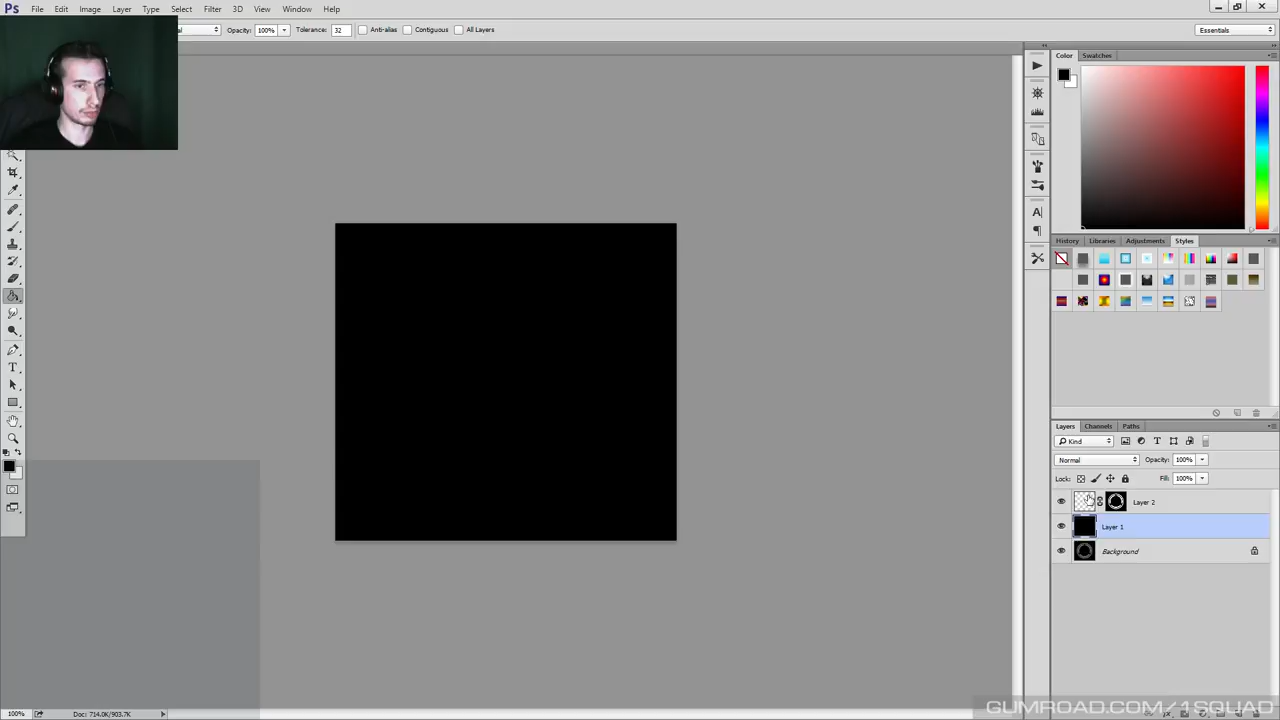 Ps File Edit Image Layer Type Select Filter 3D View Window Help
Opacity: 100% Tolerance: 32 Anti-alias Contiguous All Layers Essentials
Color Swatches
History Libraries Adjustments Styles
Layers Channels Paths
Kind
Normal Opacity: 100%
Lock: Fill: 100%
Layer 2
Layer 1
Background
100% Doc: 714.0K/903.7K
GUMROAD.COM/1SQUAD